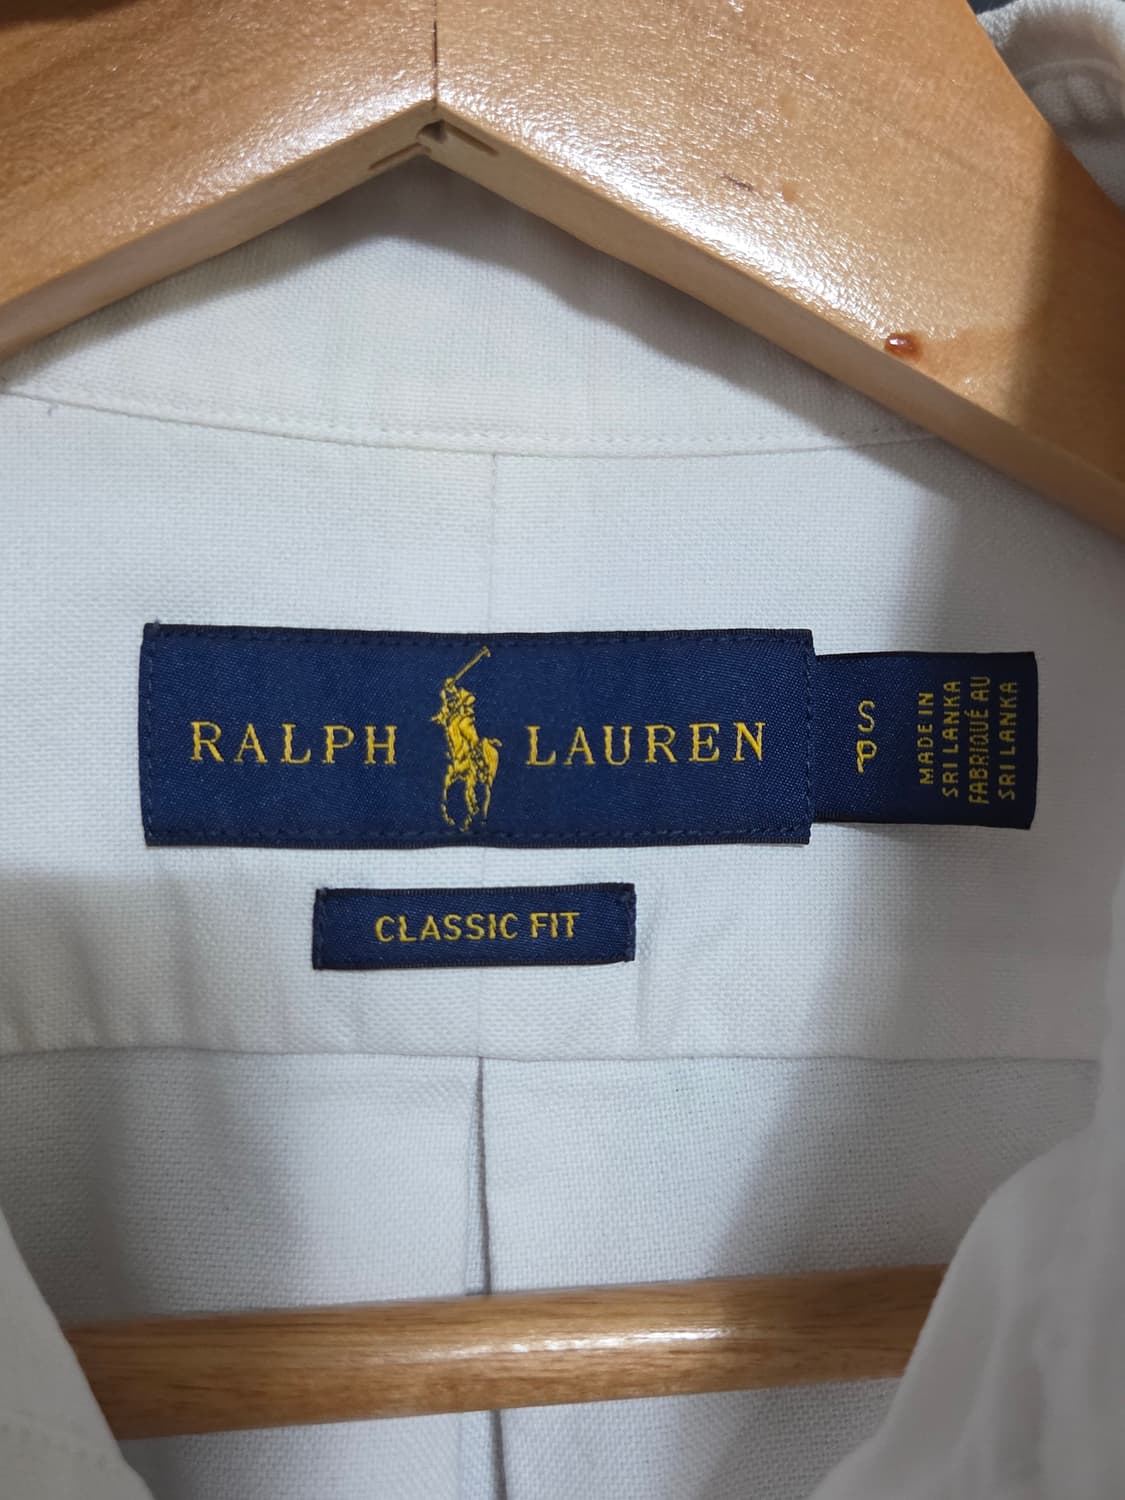 RALPH LAUREN
S
P
MADE IN
SRI LANKA
FABRIQUÉ AU
SRI LANKA
CLASSIC FIT